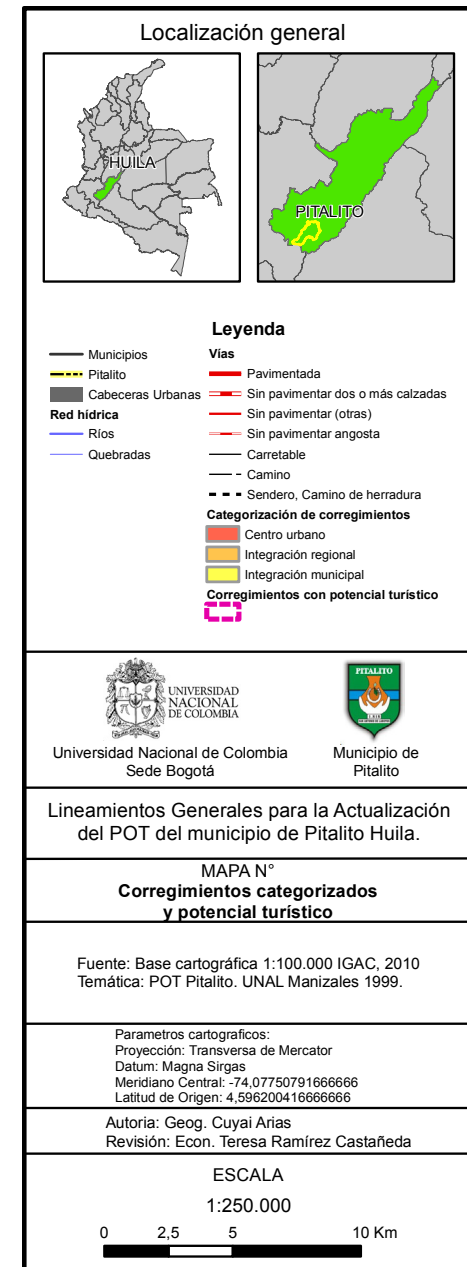 Localización general
HUILA
PITALITO
Leyenda
Municipios
Pitalito
Cabeceras Urbanas
Red hídrica
Ríos
Quebradas
Vías
Pavimentada
Sin pavimentar dos o más calzadas
Sin pavimentar (otras)
Sin pavimentar angosta
Carretable
Camino
Sendero, Camino de herradura
Categorización de corregimientos
Centro urbano
Integración regional
Integración municipal
Corregimientos con potencial turístico
UNIVERSIDAD
NACIONAL
DE COLOMBIA
Universidad Nacional de Colombia
Sede Bogotá
PITALITO
Municipio de
Pitalito
Lineamientos Generales para la Actualización
del POT del municipio de Pitalito Huila.
MAPA N°
Corregimientos categorizados
y potencial turístico
Fuente: Base cartográfica 1:100.000 IGAC, 2010
Temática: POT Pitalito. UNAL Manizales 1999.
Parametros cartograficos:
Proyección: Transversa de Mercator
Datum: Magna Sirgas
Meridiano Central: -74,07750791666666
Latitud de Origen: 4,596200416666666
Autoria: Geog. Cuyai Arias
Revisión: Econ. Teresa Ramírez Castañeda
ESCALA
1:250.000
0 2,5 5 10 Km